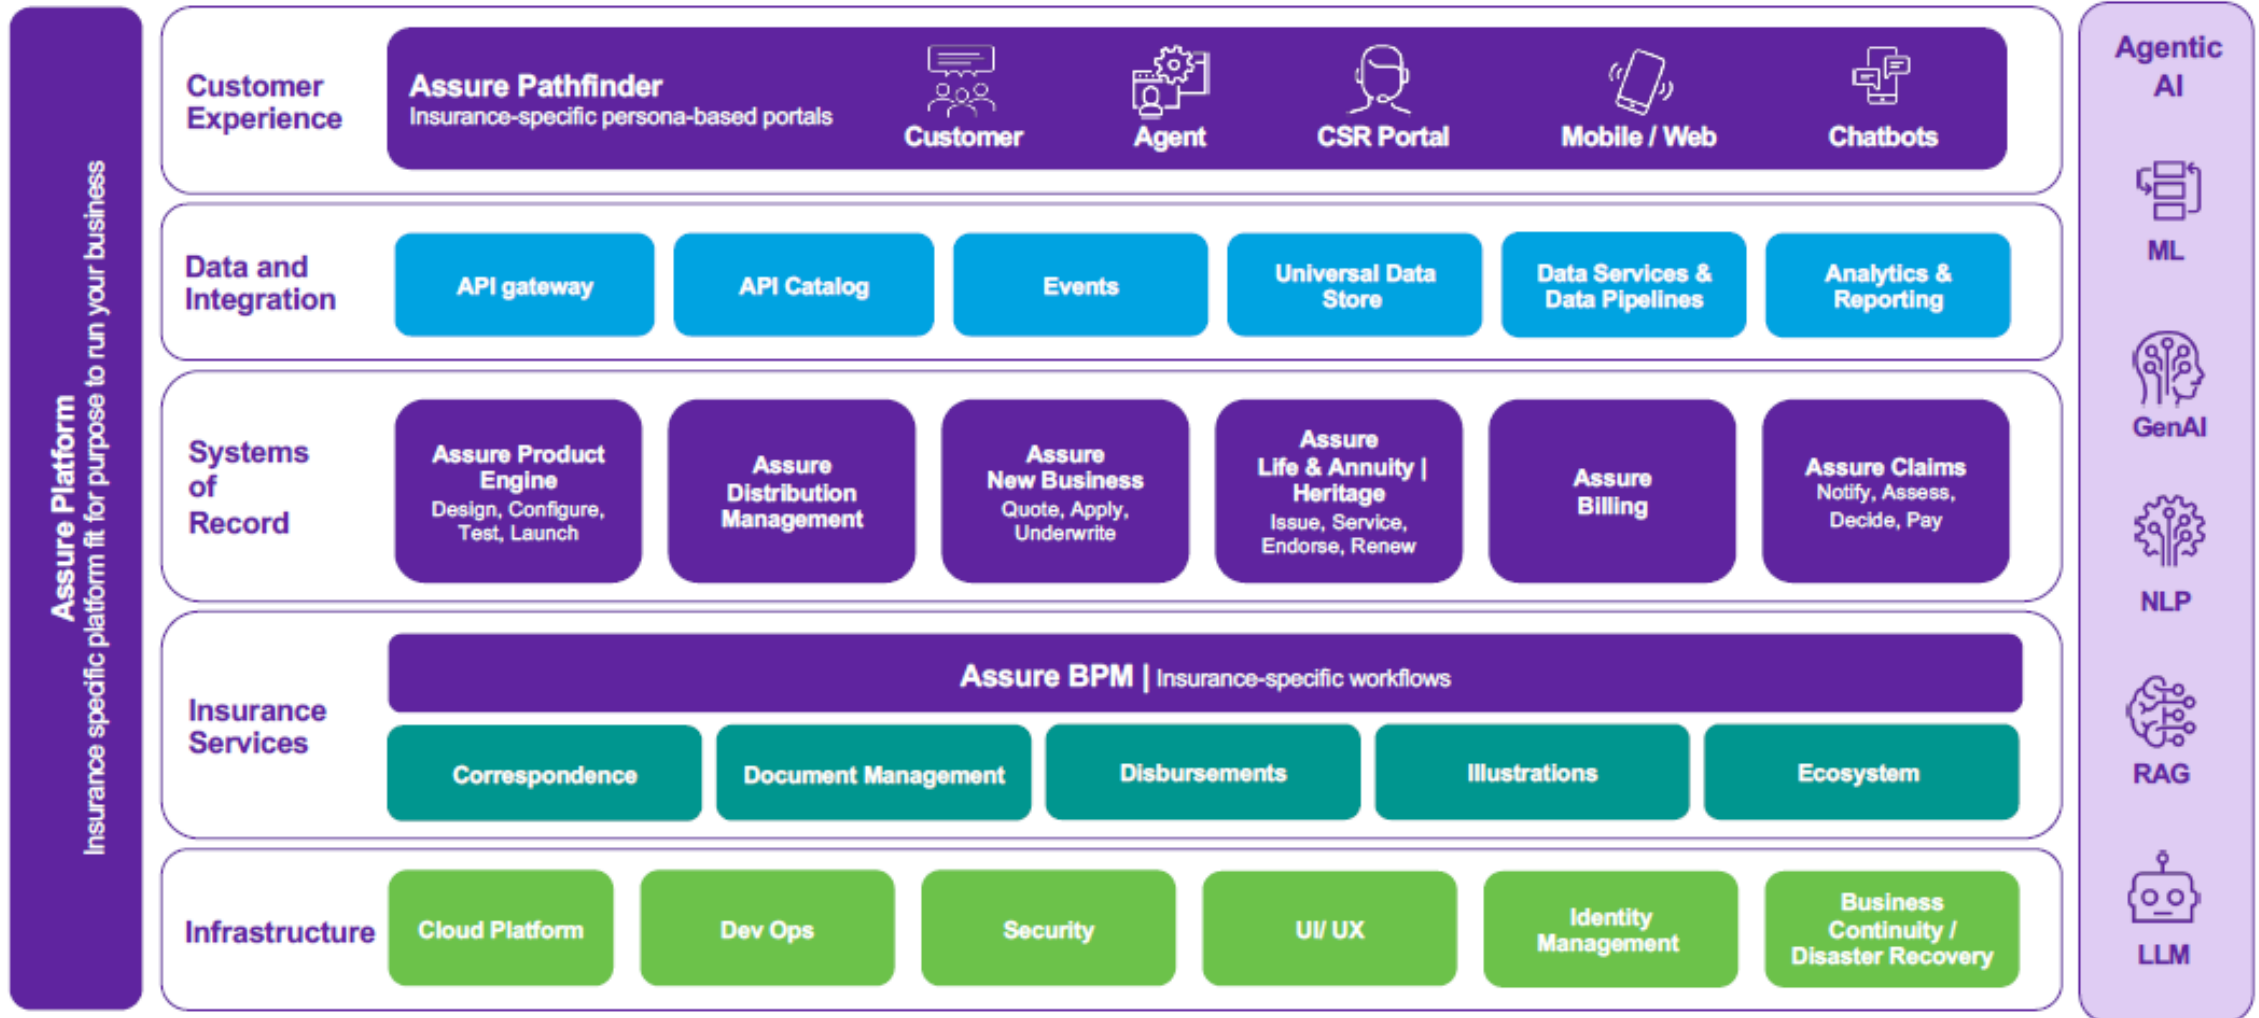 Assure Platform
Insurance specific platform fit for purpose to run your business
Customer
Experience
Assure Pathfinder
Insurance-specific persona-based portals
Customer
Agent
CSR Portal
Mobile / Web
Chatbots
Data and
Integration
API gateway
API Catalog
Events
Universal Data
Store
Data Services &
Data Pipelines
Analytics &
Reporting
Systems
of
Record
Assure Product
Engine
Design, Configure,
Test, Launch
Assure
Distribution
Management
Assure
New Business
Quote, Apply,
Underwrite
Assure
Life & Annuity |
Heritage
Issue, Service,
Endorse, Renew
Assure
Billing
Assure Claims
Notify, Assess,
Decide, Pay
Insurance
Services
Assure BPM | Insurance-specific workflows
Correspondence
Document Management
Disbursements
Illustrations
Ecosystem
Infrastructure
Cloud Platform
Dev Ops
Security
UI/ UX
Identity
Management
Business
Continuity /
Disaster Recovery
Agentic
AI
ML
GenAI
NLP
RAG
LLM